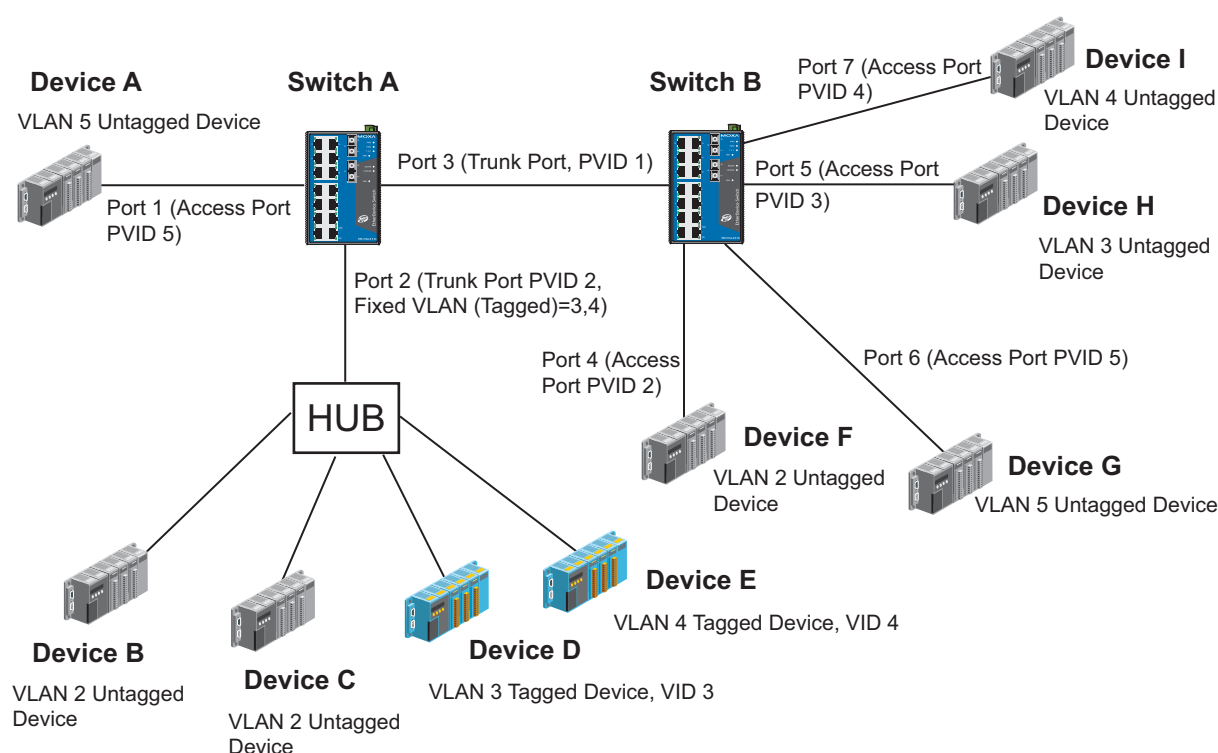 Device A
VLAN 5 Untagged Device
Port 1 (Access Port
PVID 5)
Switch A
MOXA
Port 3 (Trunk Port, PVID 1)
Port 2 (Trunk Port PVID 2,
Fixed VLAN (Tagged)=3,4)
Switch B
MOXA
Port 7 (Access Port
PVID 4)
Device I
VLAN 4 Untagged
Device
Port 5 (Access Port
PVID 3)
Device H
VLAN 3 Untagged
Device
Port 4 (Access
Port PVID 2)
Port 6 (Access Port PVID 5)
HUB
Device F
VLAN 2 Untagged
Device
Device G
VLAN 5 Untagged Device
Device B
VLAN 2 Untagged
Device
Device C
VLAN 2 Untagged
Device
Device D
VLAN 3 Tagged Device, VID 3
Device E
VLAN 4 Tagged Device, VID 4